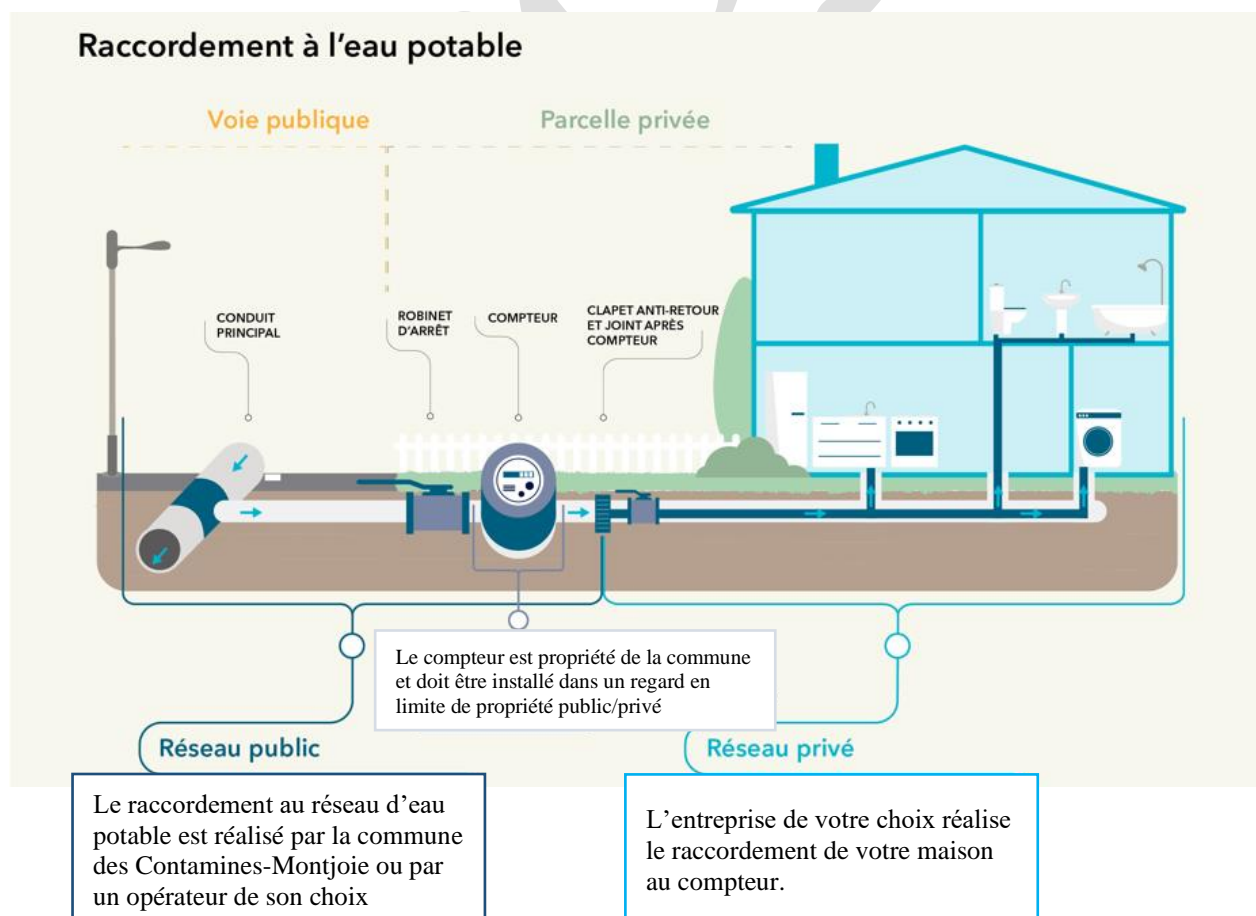 Raccordement à l'eau potable
Voie publique
Parcelle privée
CONDUIT
PRINCIPAL
ROBINET
D'ARRÊT
COMPTEUR
CLAPET ANTI-RETOUR
ET JOINT APRÈS
COMPTEUR
Le compteur est propriété de la commune
et doit être installé dans un regard en
limite de propriété public/privé
Réseau public
Le raccordement au réseau d'eau
potable est réalisé par la commune
des Contamines-Montjoie ou par
un opérateur de son choix
Réseau privé
L'entreprise de votre choix réalise
le raccordement de votre maison
au compteur.